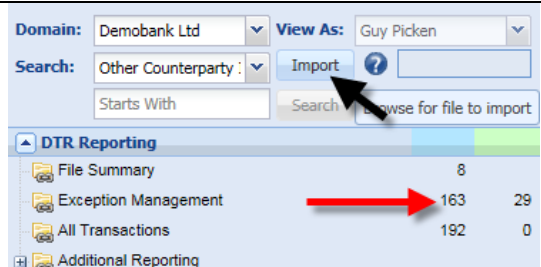 Domain: Demobank Ltd View As: Guy Picken
Search: Other Counterparty Import ?
Starts With Search Browse for file to import
DTR Reporting
File Summary 8
Exception Management 163 29
All Transactions 192 0
Additional Reporting